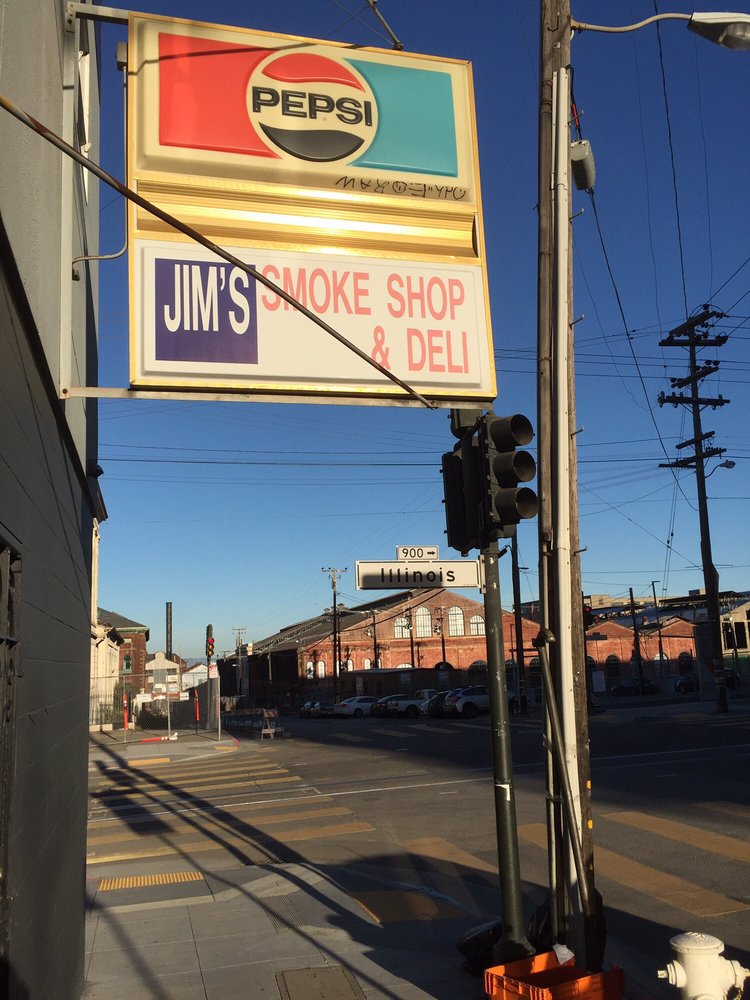 PEPSI
JIM'S SMOKE SHOP
& DELI
900 →
Illinois